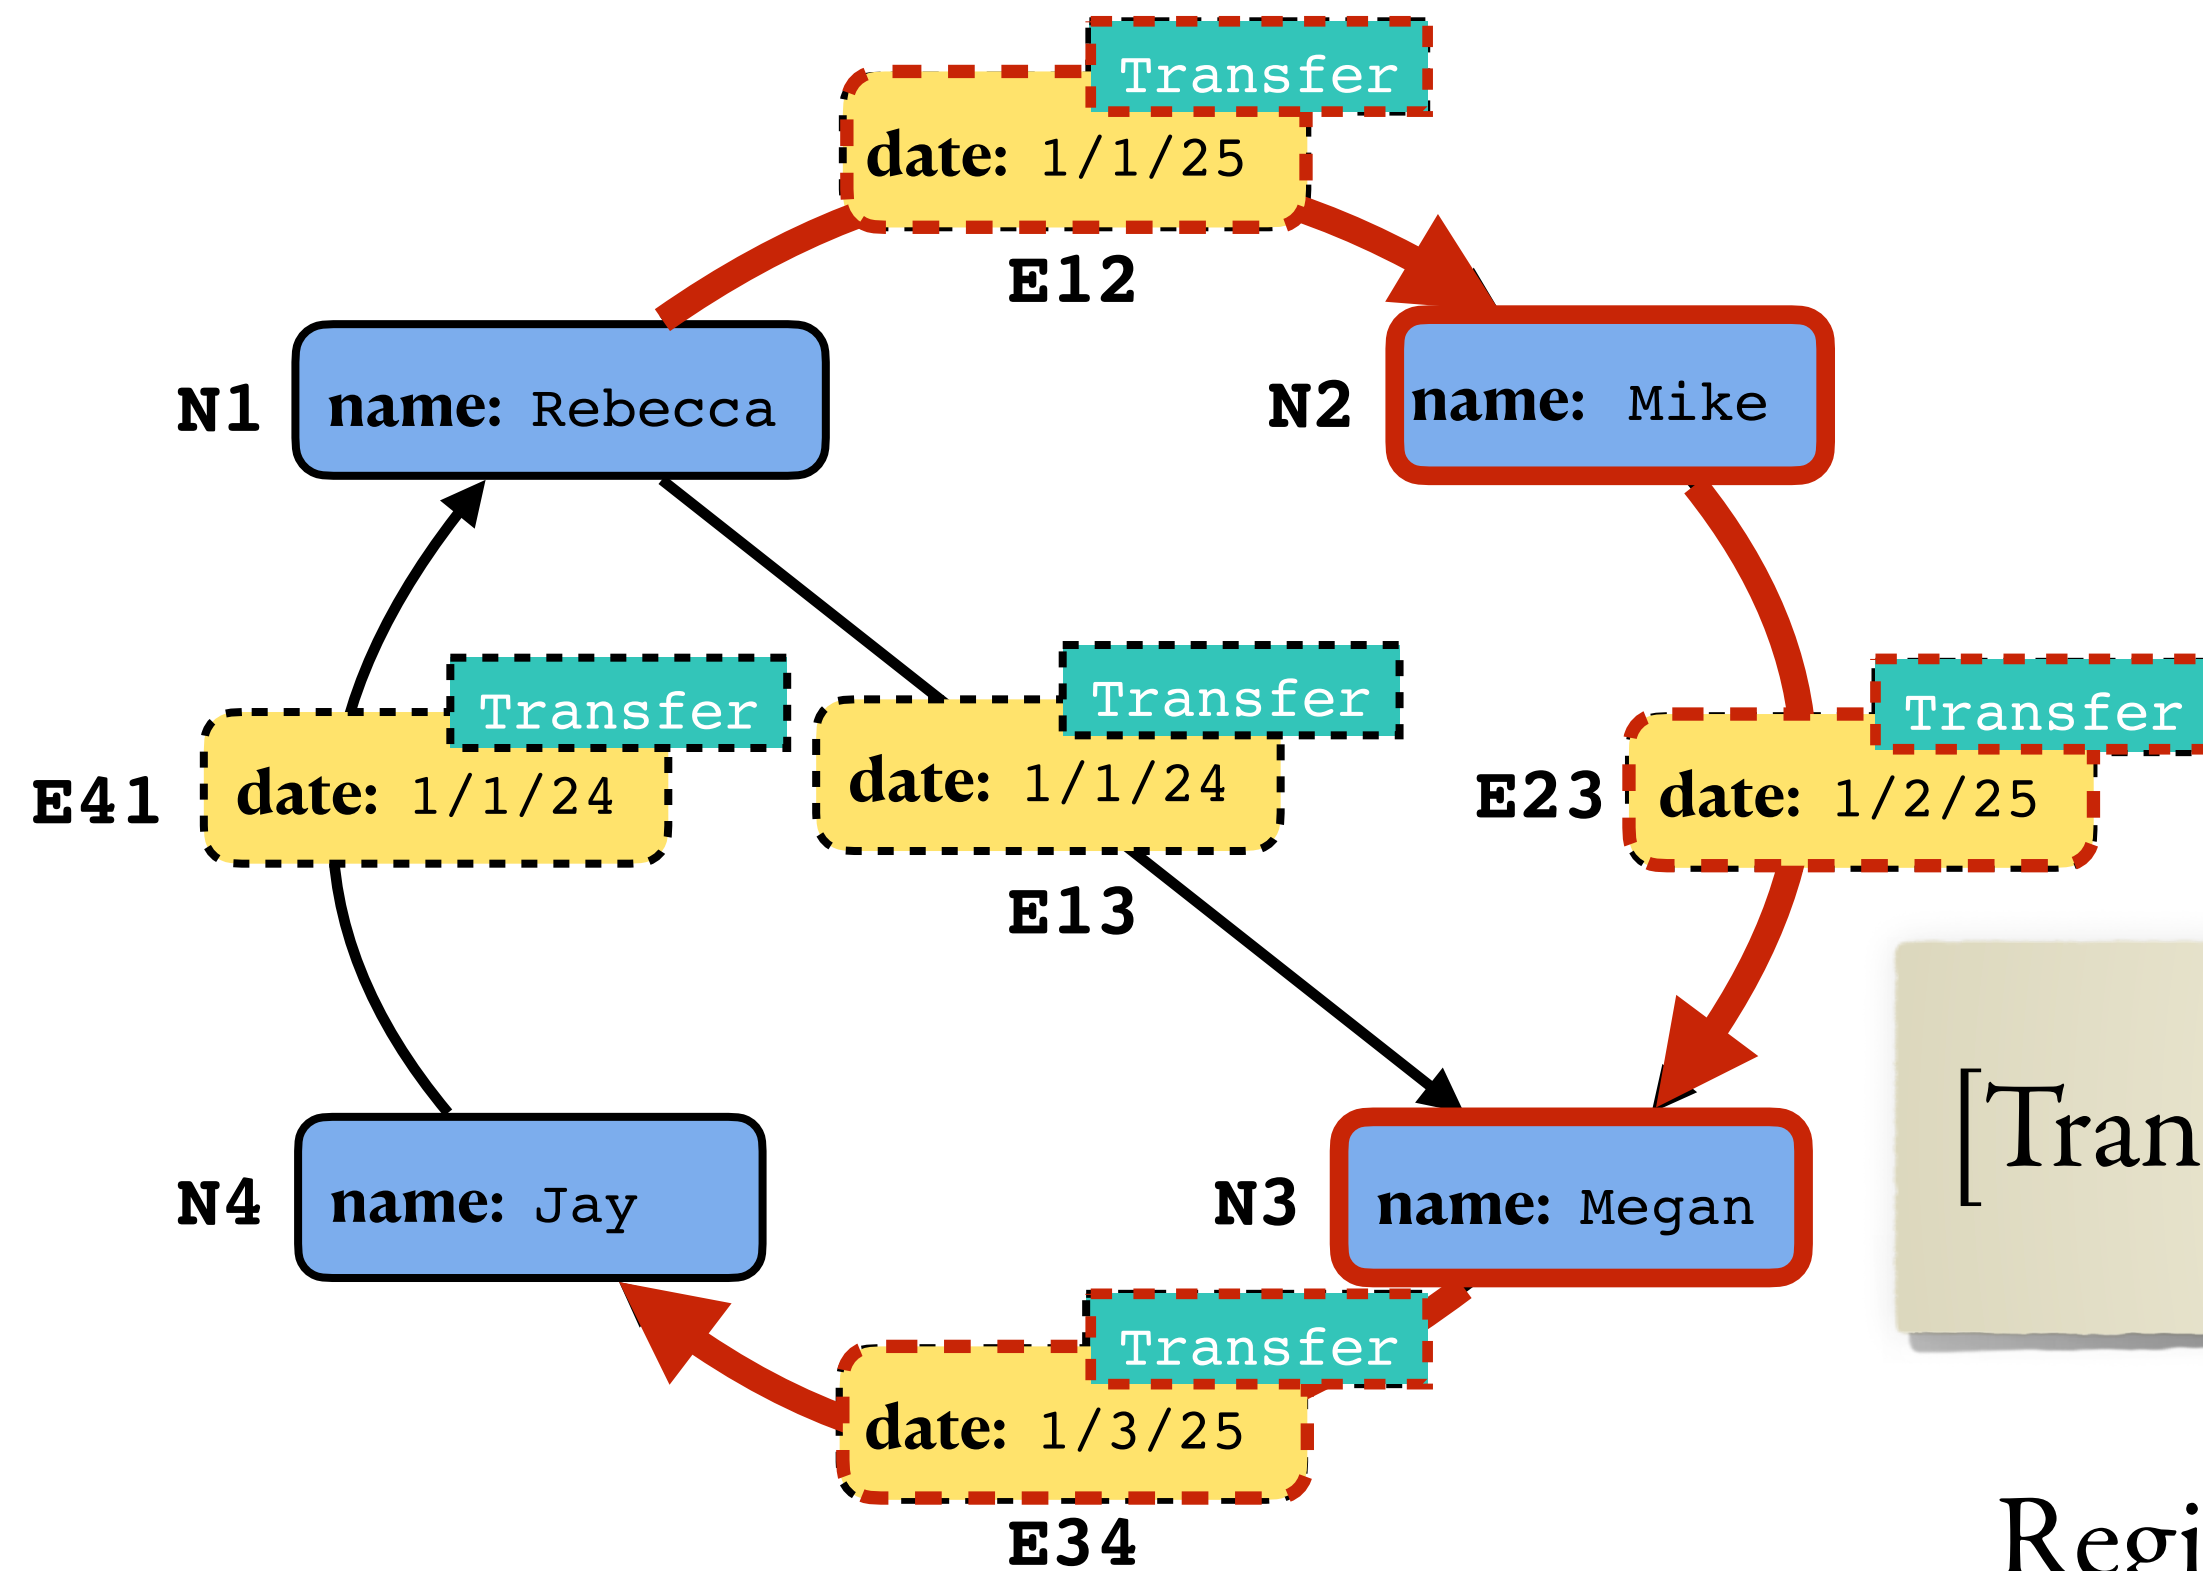 Transfer
date: 1/1/25
E12
N1 name: Rebecca
N2 name: Mike
Transfer
Transfer
Transfer
E41 date: 1/1/24
date: 1/1/24
E23 date: 1/2/25
E13
[Tran
N4 name: Jay
N3 name: Megan
Transfer
date: 1/3/25
E34
Regi